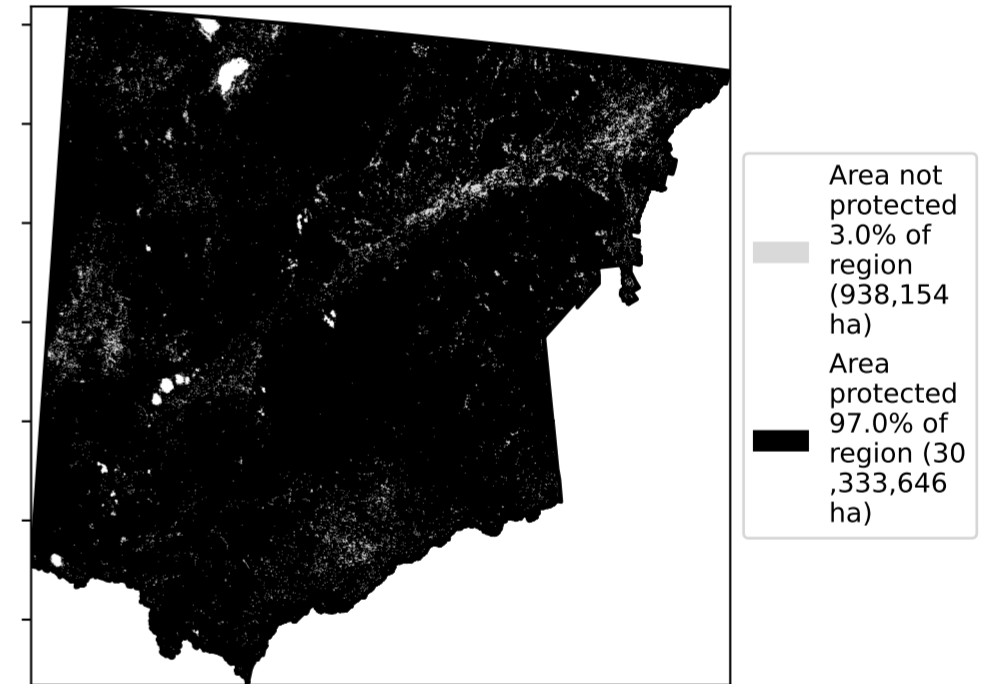 Area not
protected
3.0% of
region
(938,154
ha)
Area
protected
97.0% of
region (30
,333,646
ha)